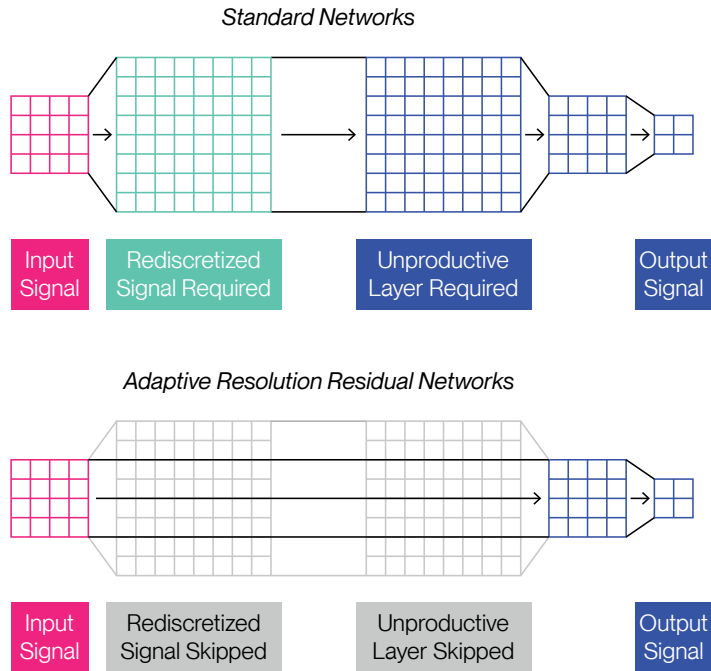 Standard Networks
Input
Signal
Rediscretized
Signal Required
Unproductive
Layer Required
Output
Signal
Adaptive Resolution Residual Networks
Input
Signal
Rediscretized
Signal Skipped
Unproductive
Layer Skipped
Output
Signal